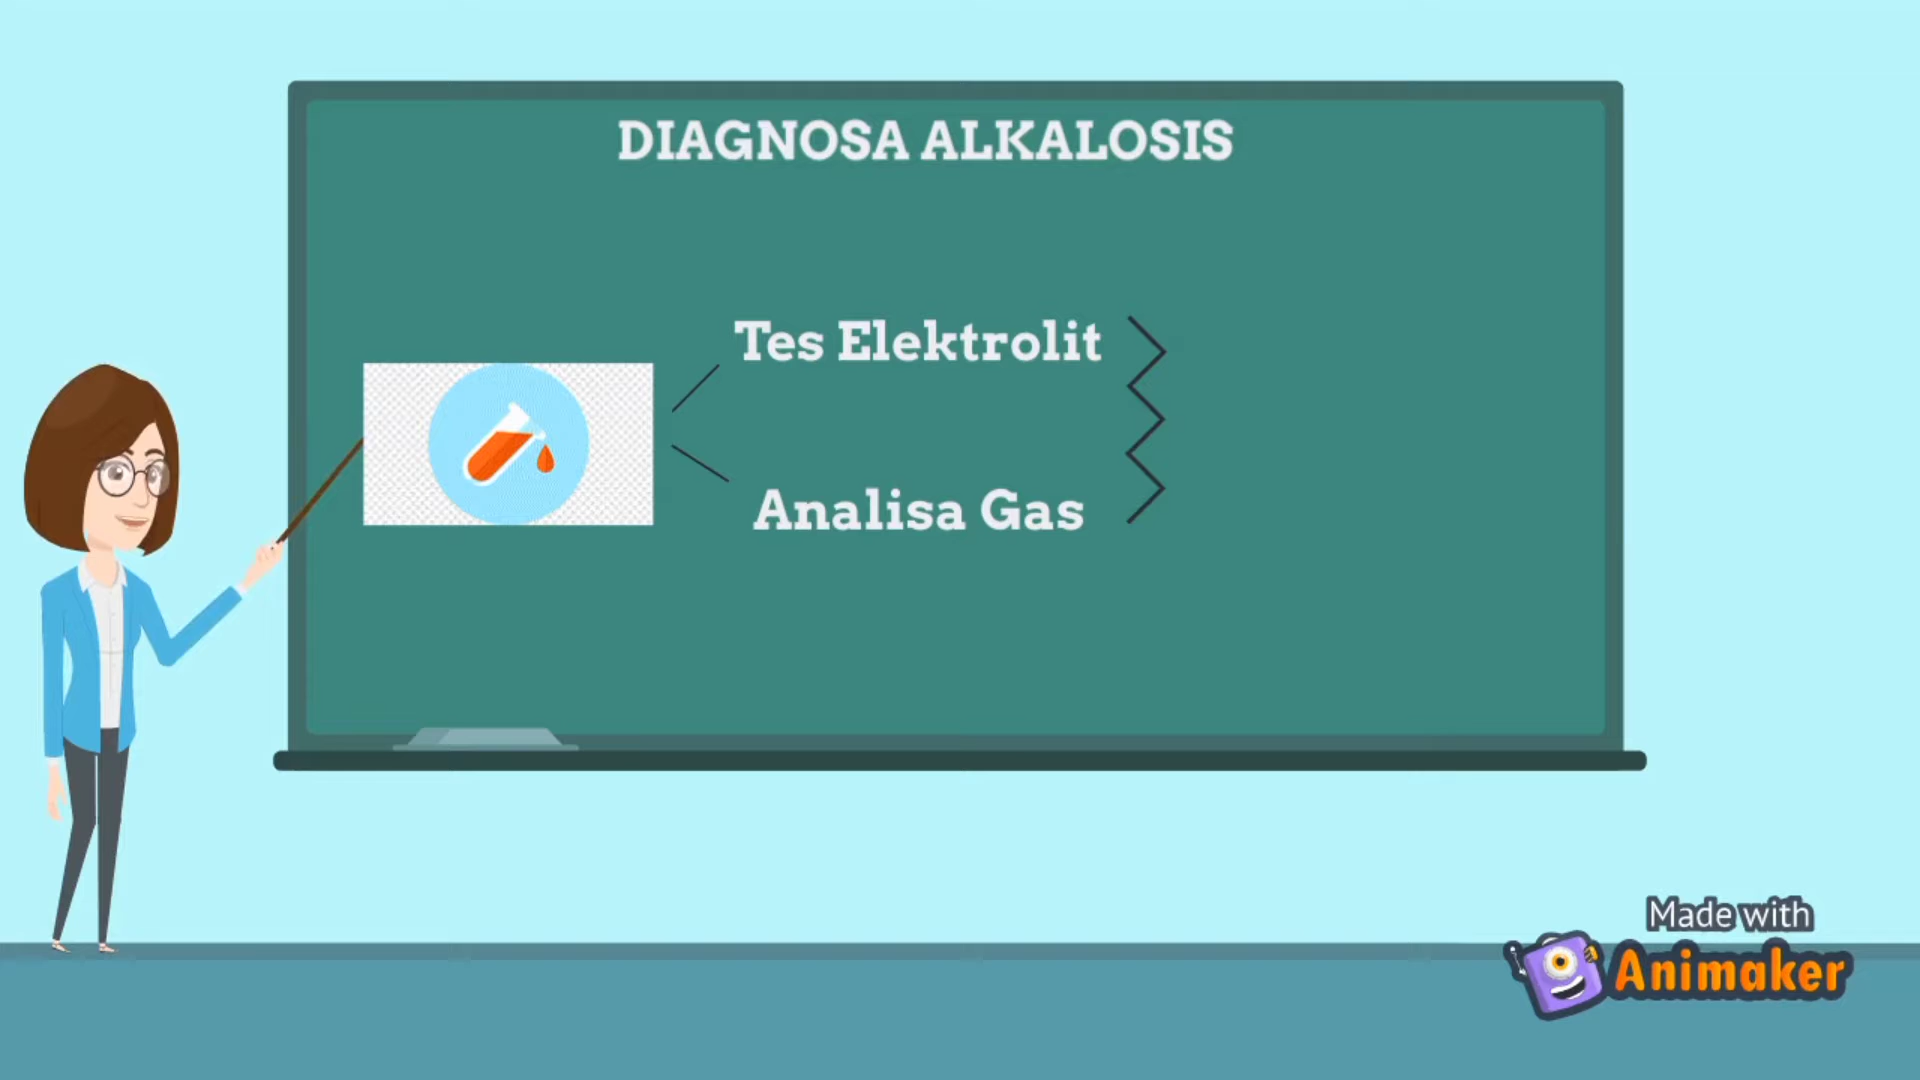 DIAGNOSA ALKALOSIS
Tes Elektrolit
Analisa Gas
Made with
Animaker